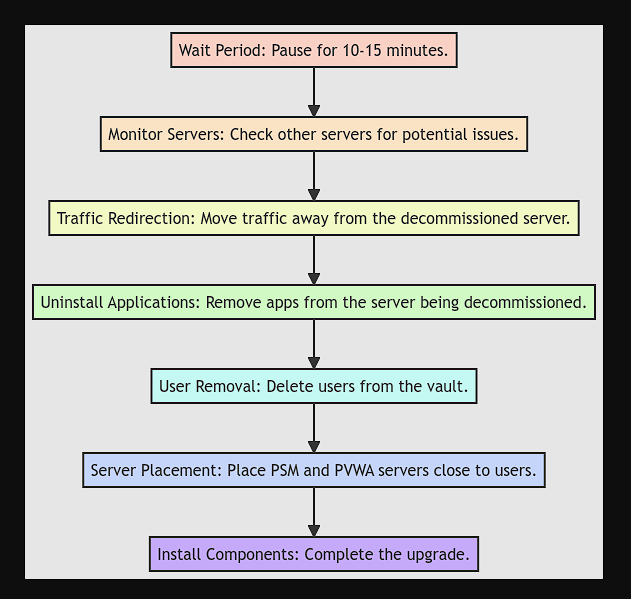 Wait Period: Pause for 10-15 minutes.
Monitor Servers: Check other servers for potential issues.
Traffic Redirection: Move traffic away from the decommissioned server.
Uninstall Applications: Remove apps from the server being decommissioned.
User Removal: Delete users from the vault.
Server Placement: Place PSM and PVWA servers close to users.
Install Components: Complete the upgrade.